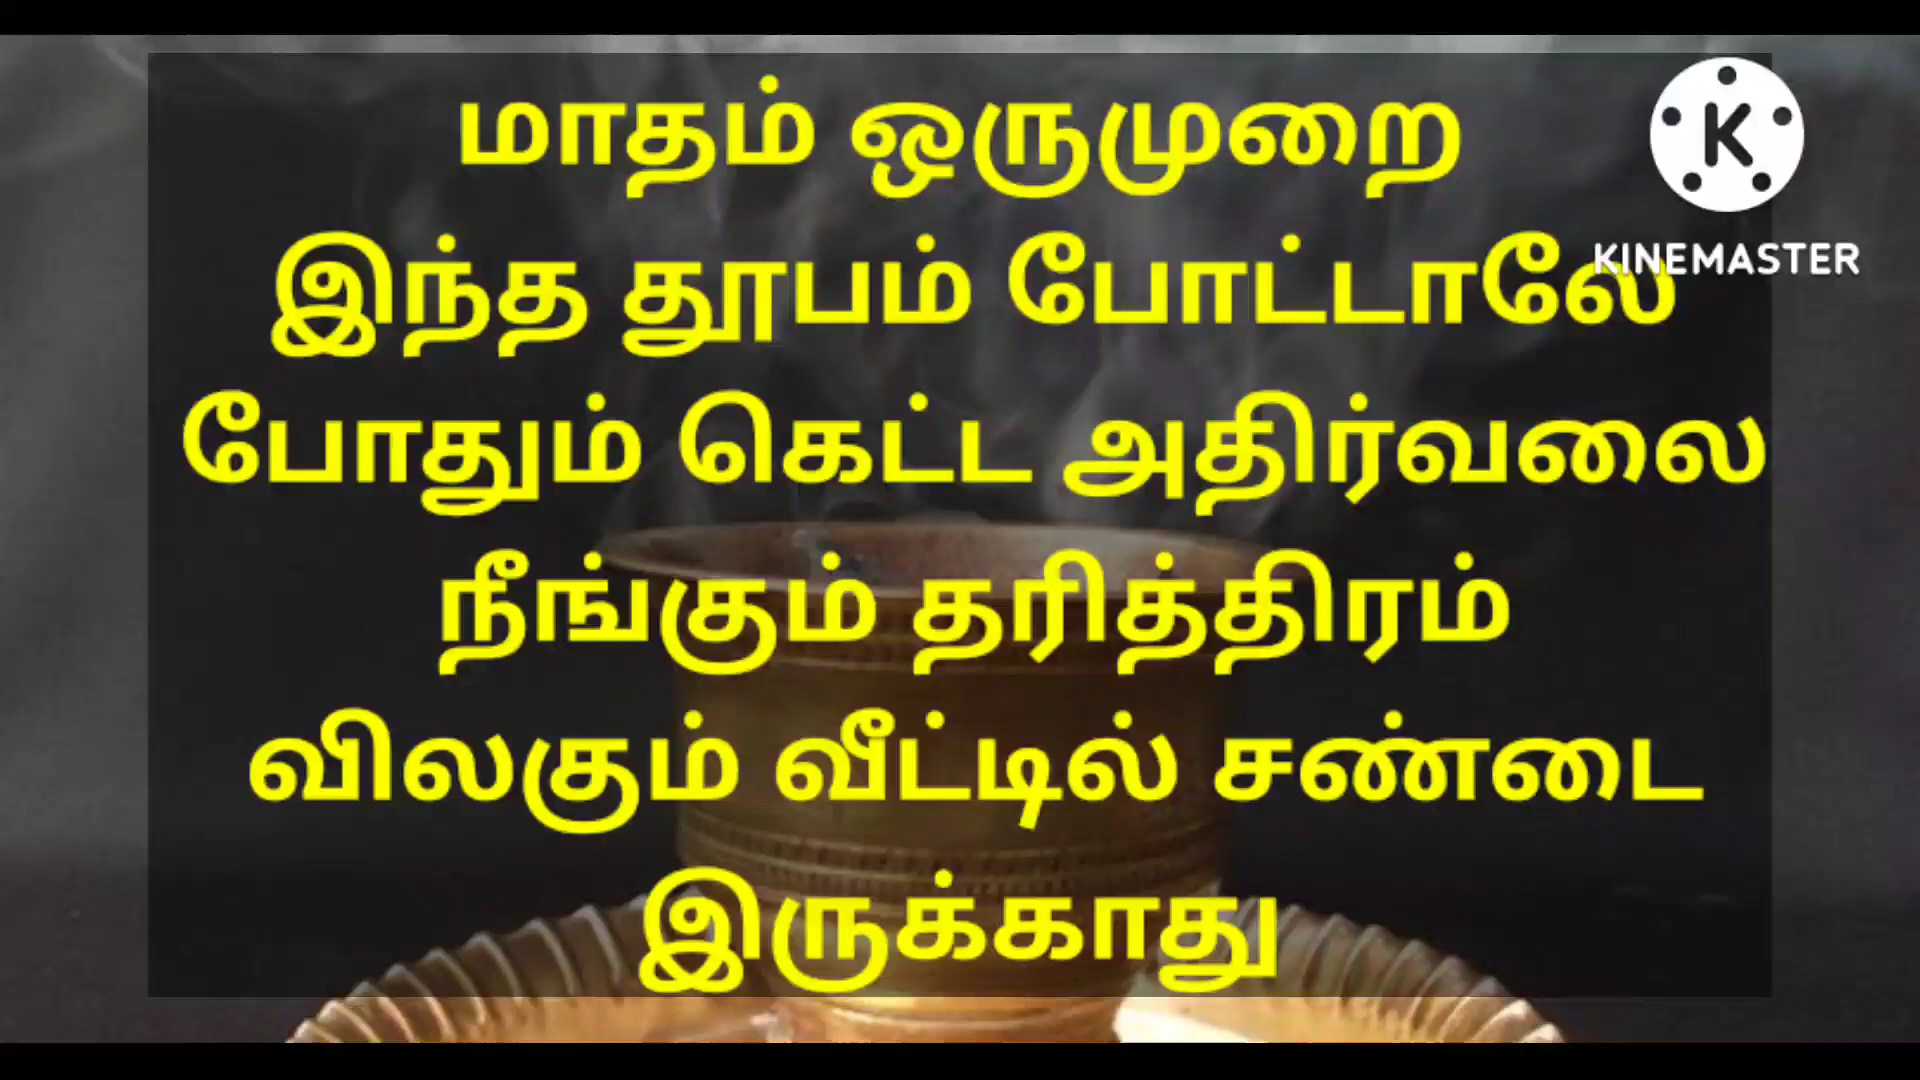 மாதம் ஒருமுறை
இந்த தூபம் போட்டாலே
போதும் கெட்ட அதிர்வலை
நீங்கும் தரித்திரம்
விலகும் வீட்டில் சண்டை
இருக்காது
K
KINEMASTER